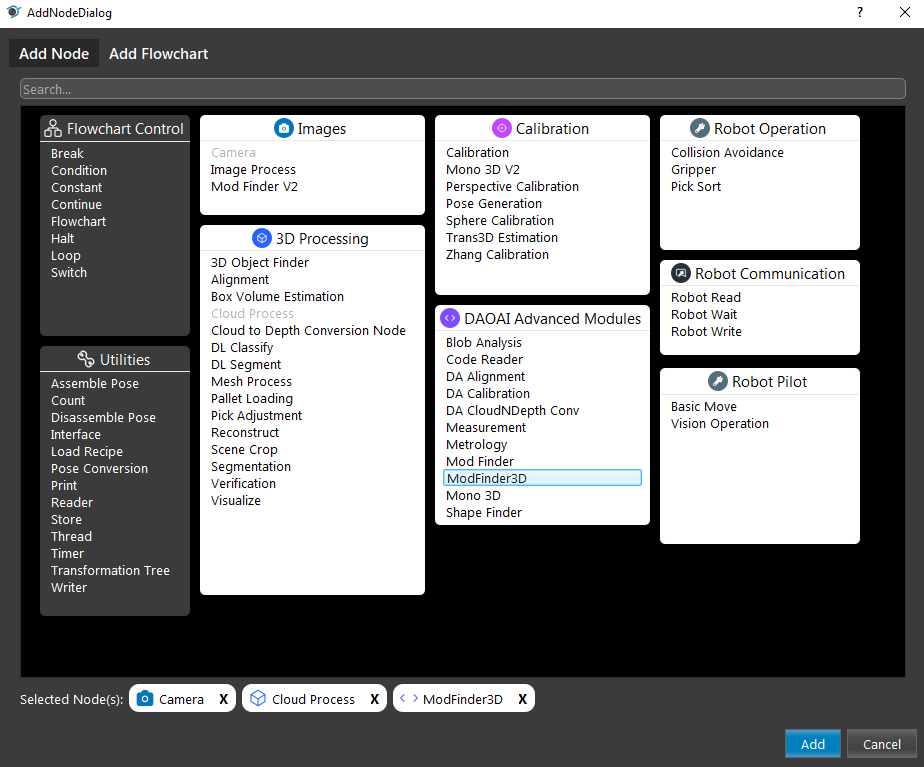 AddNodeDialog
?
Add Node
Add Flowchart
Search...
Flowchart Control
Break
Condition
Constant
Continue
Flowchart
Halt
Loop
Switch
Utilities
Assemble Pose
Count
Disassemble Pose
Interface
Load Recipe
Pose Conversion
Print
Reader
Store
Thread
Timer
Transformation Tree
Writer
Images
Camera
Image Process
Mod Finder V2
3D Processing
3D Object Finder
Alignment
Box Volume Estimation
Cloud Process
Cloud to Depth Conversion Node
DL Classify
DL Segment
Mesh Process
Pallet Loading
Pick Adjustment
Reconstruct
Scene Crop
Segmentation
Verification
Visualize
Calibration
Calibration
Mono 3D V2
Perspective Calibration
Pose Generation
Sphere Calibration
Trans3D Estimation
Zhang Calibration
DAOAI Advanced Modules
Blob Analysis
Code Reader
DA Alignment
DA Calibration
DA CloudNDepth Conv
Measurement
Metrology
Mod Finder
ModFinder3D
Mono 3D
Shape Finder
Robot Operation
Collision Avoidance
Gripper
Pick Sort
Robot Communication
Robot Read
Robot Wait
Robot Write
Robot Pilot
Basic Move
Vision Operation
Selected Node(s): Camera X Cloud Process X ModFinder3D X
Add
Cancel